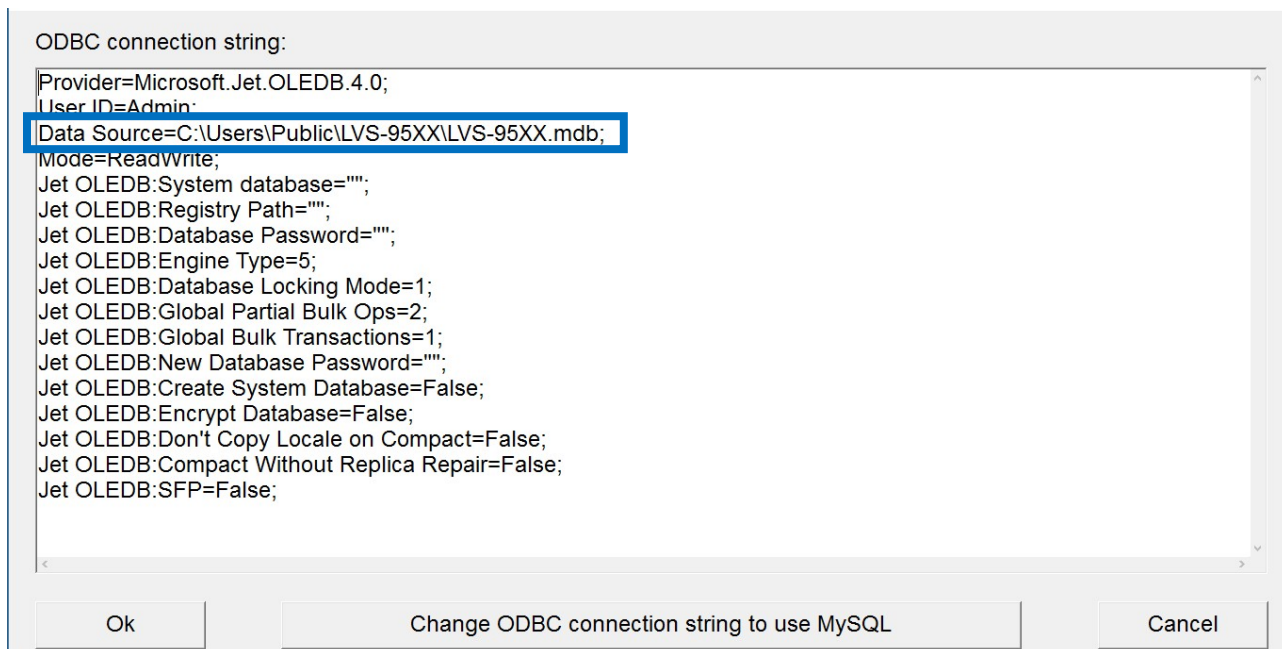 ODBC connection string:
Provider=Microsoft.Jet.OLEDB.4.0;
User ID=Admin;
Data Source=C:\Users\Public\LVS-95XX\LVS-95XX.mdb;
Mode=ReadWrite;
Jet OLEDB:System database="";
Jet OLEDB:Registry Path="";
Jet OLEDB:Database Password="";
Jet OLEDB:Engine Type=5;
Jet OLEDB:Database Locking Mode=1;
Jet OLEDB:Global Partial Bulk Ops=2;
Jet OLEDB:Global Bulk Transactions=1;
Jet OLEDB:New Database Password="";
Jet OLEDB:Create System Database=False;
Jet OLEDB:Encrypt Database=False;
Jet OLEDB:Don't Copy Locale on Compact=False;
Jet OLEDB:Compact Without Replica Repair=False;
Jet OLEDB:SFP=False;
Ok
Change ODBC connection string to use MySQL
Cancel